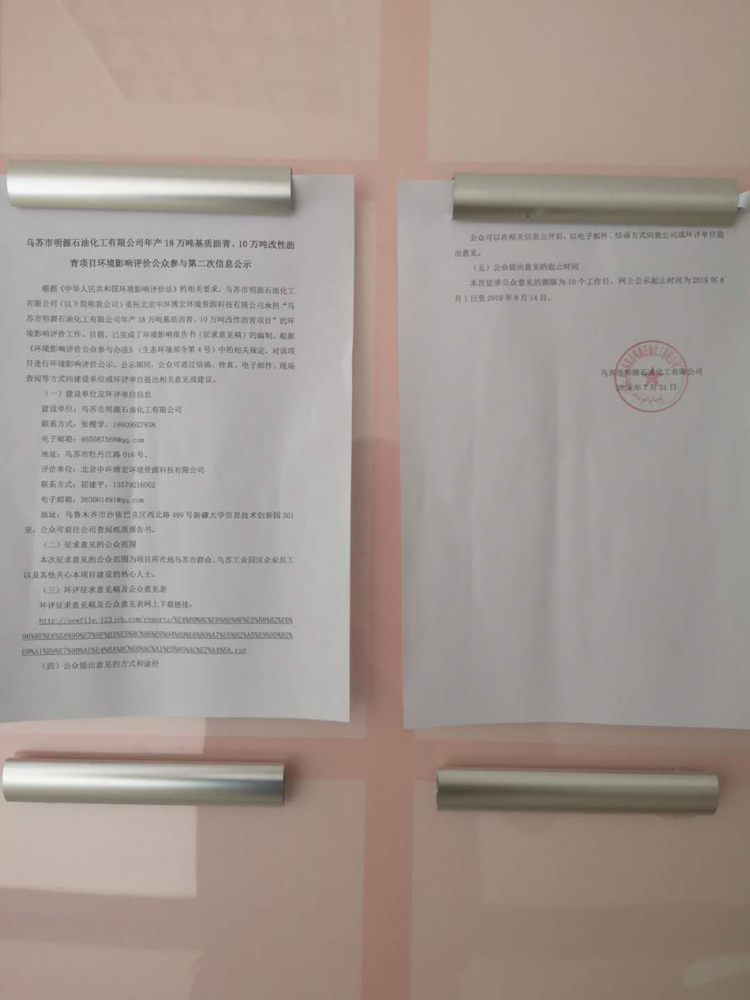 乌苏市明源石油化工有限公司年产 18 万吨基质沥青、10 万吨改性沥
青项目环境影响评价公众参与第二次信息公示
根据《中华人民共和国环境影响评价法》的相关要求，乌苏市明源石油化工
有限公司（以下简称我公司）委托北京中环博宏环境资源科技有限公司承担“乌
苏市明源石油化工有限公司年产 18 万吨基质沥青、10 万吨改性沥青项目”的环
境影响评价工作。目前，已完成了环境影响报告书（征求意见稿）的编制。根据
《环境影响评价公众参与办法》（生态环境部令第 4 号）中的相关规定，对该项
目进行环境影响评价公示，公示期间，公众可通过信函、传真、电子邮件、现场
查阅等方式向建设单位或环评单位提出相关意见或建议。
（一）建设单位及环评单位信息
建设单位：乌苏市明源石油化工有限公司
联系方式：张稷学，18609927938
电子邮箱：465087568@qq.com
地址：乌苏市牡丹江路 016 号。
评价单位：北京中环博宏环境资源科技有限公司
联系方式：屈建平，13579216062
电子邮箱：363001491@qq.com
地址：乌鲁木齐市沙依巴克区西北路 499 号新疆大学信息技术创新园 301
室，公众可前往公司查阅纸质报告书。
（二）征求意见的公众范围
本次征求意见的公众范围为项目所在地乌苏市群众、乌苏工业园区企业员工
以及其他关心本项目建设的热心人士。
（三）环评征求意见稿及公众意见表
环评征求意见稿及公众意见表网上下载链接：
http://newfile.123jcb.com/reports/%E4%B9%8C%E8%8B%8F%E5%B8%82%E6%
98%8E%E6%BA%90%E7%9F%B3%E5%8C%96%E6%94%B9%E6%80%A7%E6%B2%A5%E9%9D%92%
E9%A1%B9%E7%9B%AE%E4%BA%8C%E6%AC%A1%E5%85%AC%E7%A4%BA.rar
（四）公众提出意见的方式和途径
公众可以在相关信息公开后，以电子邮件、信函方式向我公司或环评单位提
出意见。
（五）公众提出意见的起止时间
本次征求公众意见的期限为 10 个工作日，网上公示起止时间为 2019 年 8
月 1 日至 2019 年 8 月 14 日。
乌苏市明源石油化工有限公司
2019 年 7 月 31 日